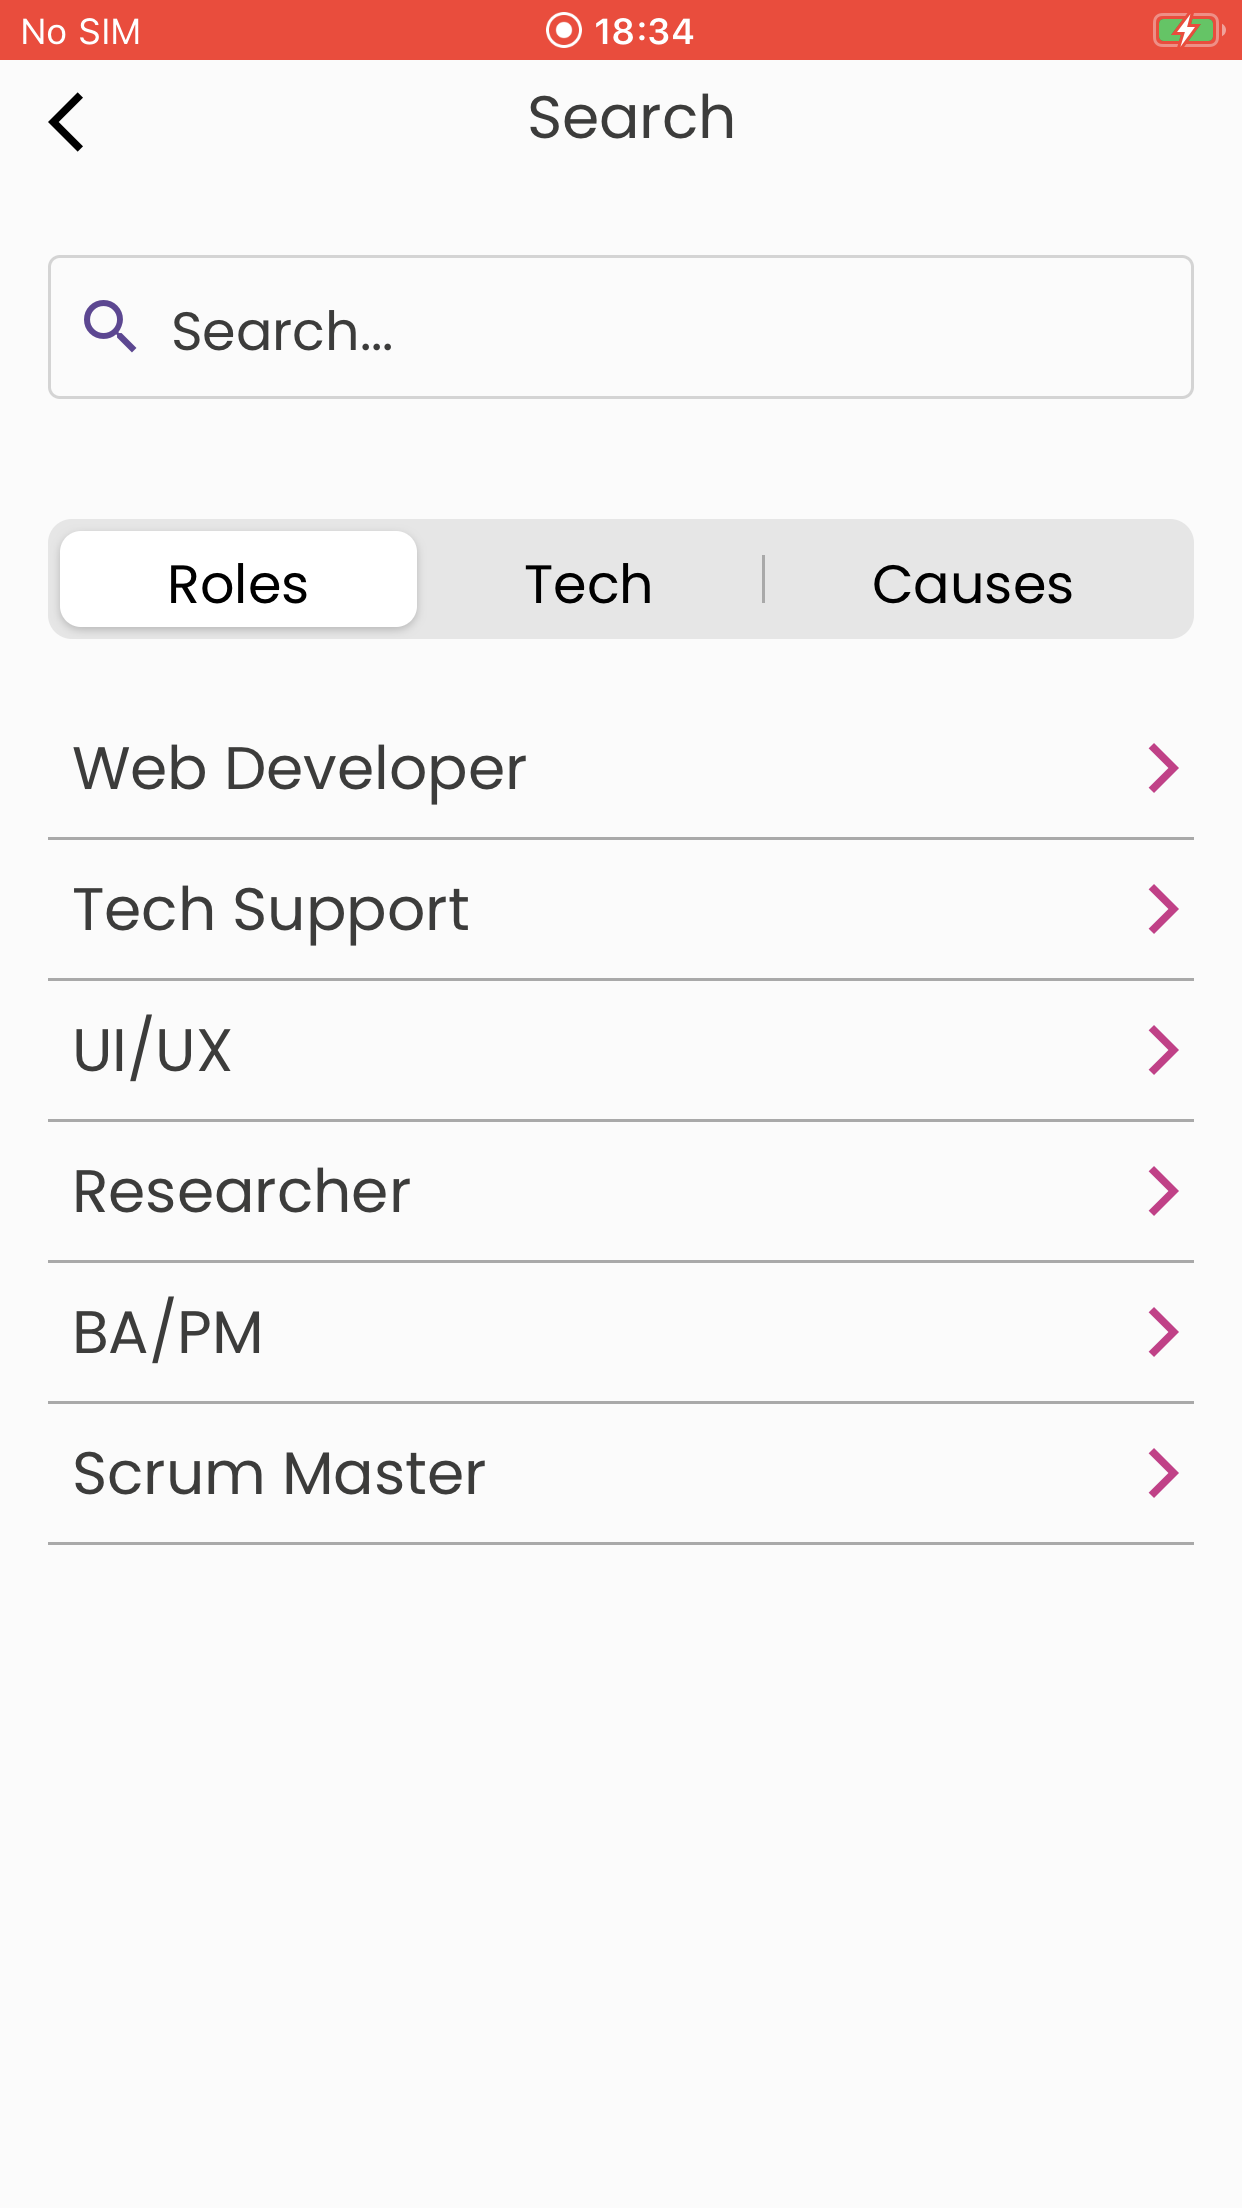 No SIM
18:34
Search
Search...
Roles
Tech
Causes
Web Developer
Tech Support
UI/UX
Researcher
BA/PM
Scrum Master